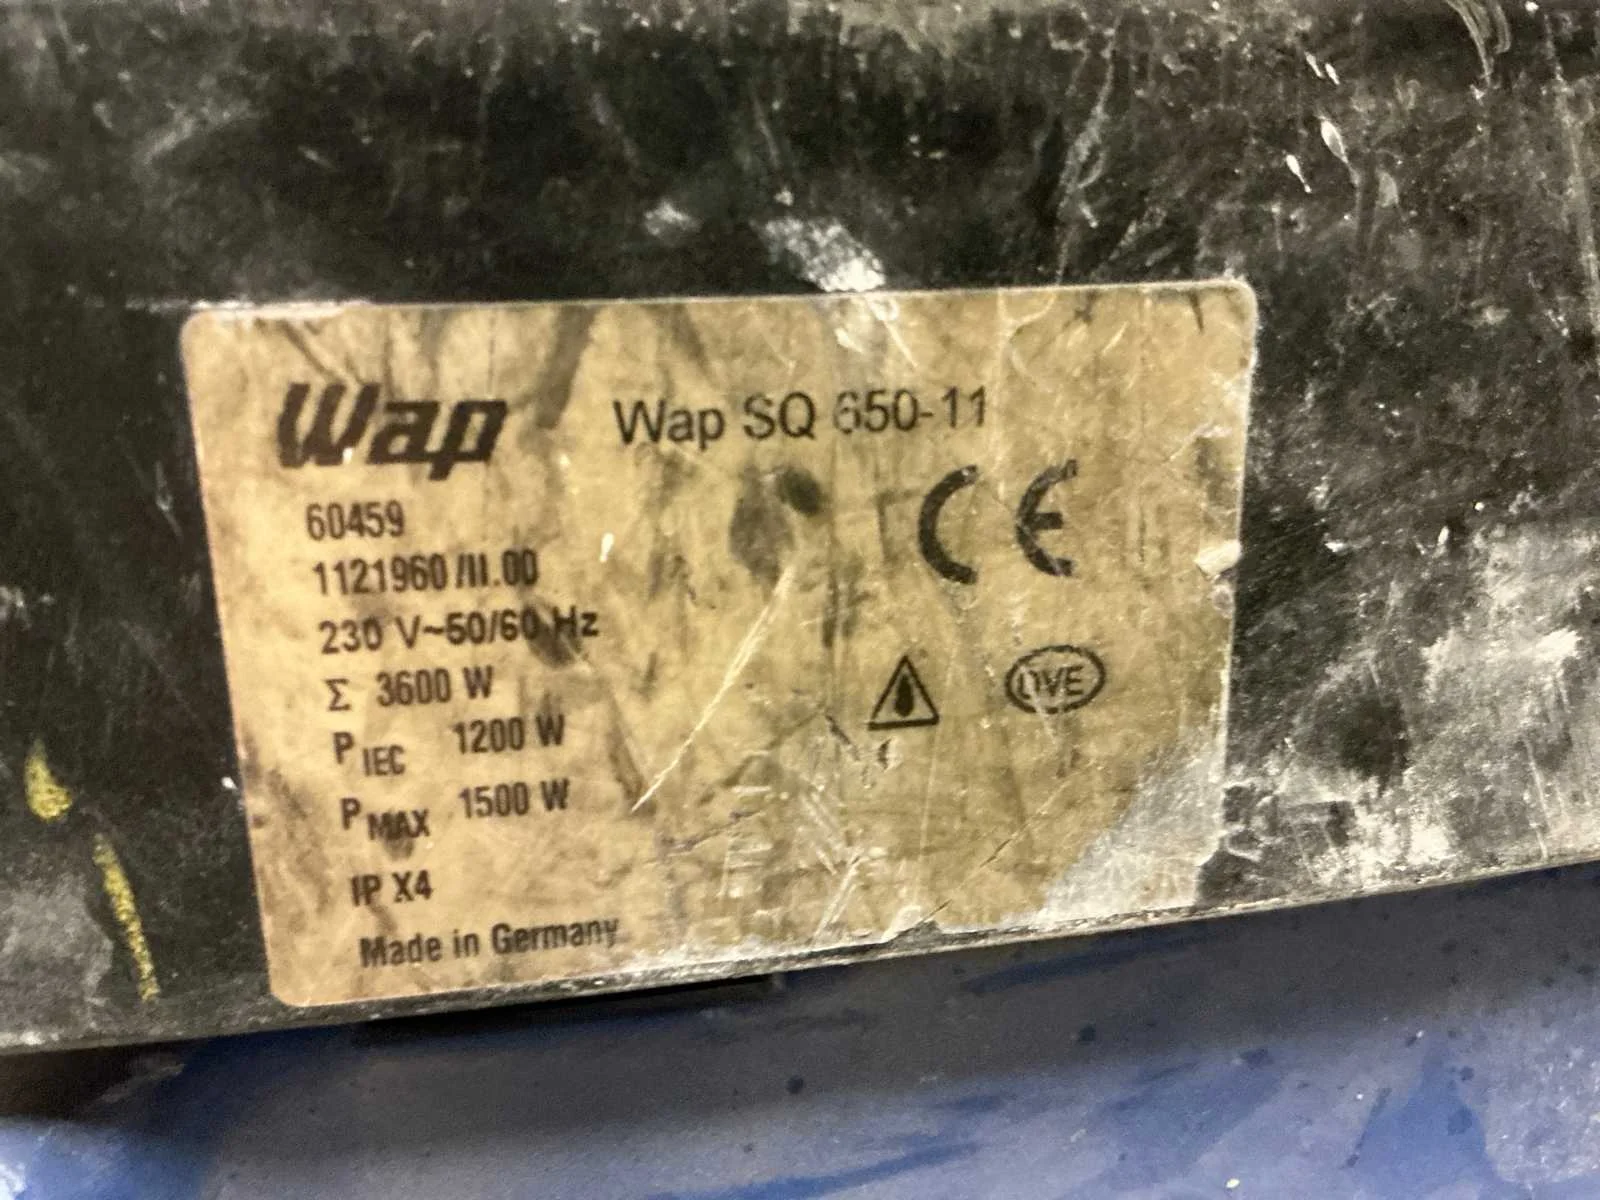 Wap
Wap SQ 650-11
60459
1121960/II.00
230 V~50/60 Hz
Σ 3600 W
P IEC 1200 W
P MAX 1500 W
IP X4
Made in Germany
CE
OVE